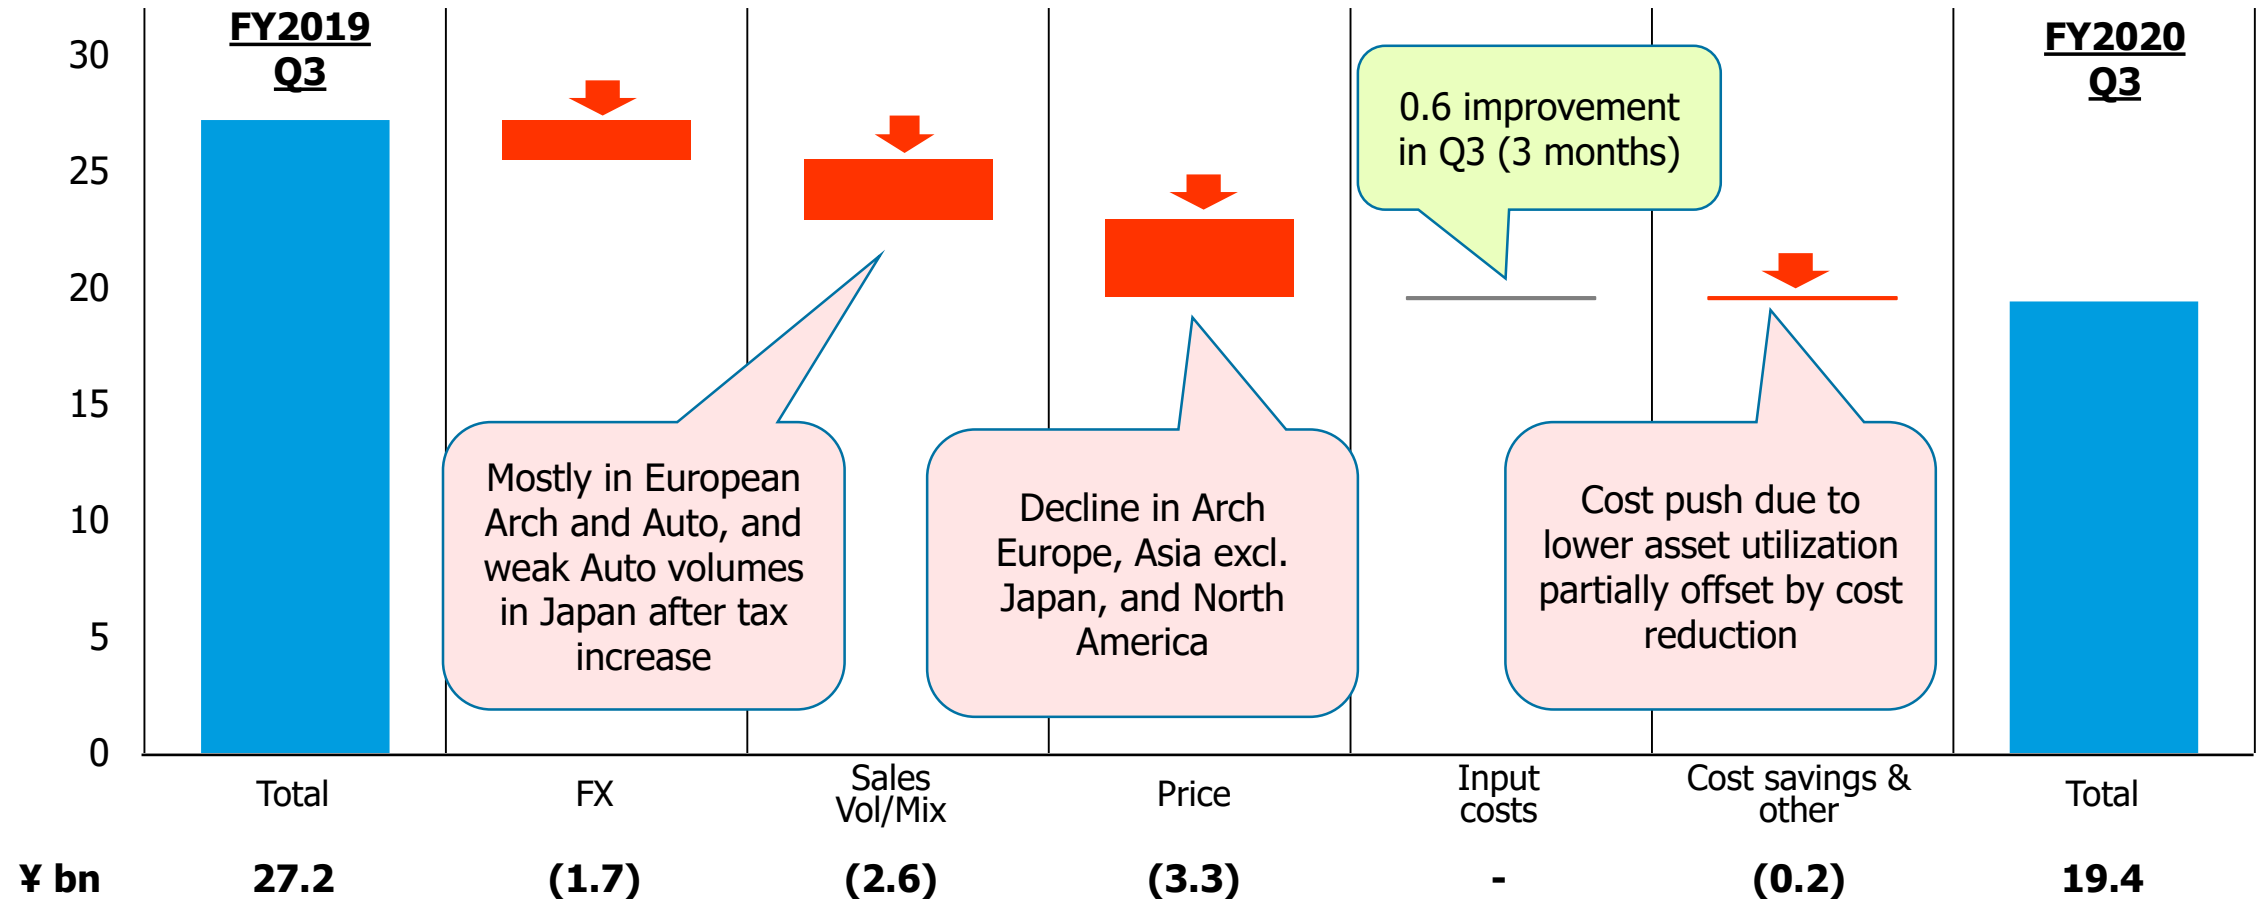 FY2019
Q3
FY2020
Q3
30
25
20
15
10
5
0
0.6 improvement
in Q3 (3 months)
Mostly in European
Arch and Auto, and
weak Auto volumes
in Japan after tax
increase
Decline in Arch
Europe, Asia excl.
Japan, and North
America
Cost push due to
lower asset utilization
partially offset by cost
reduction
Total
FX
Sales
Vol/Mix
Price
Input
costs
Cost savings &
other
Total
¥ bn 27.2 (1.7) (2.6) (3.3) - (0.2) 19.4